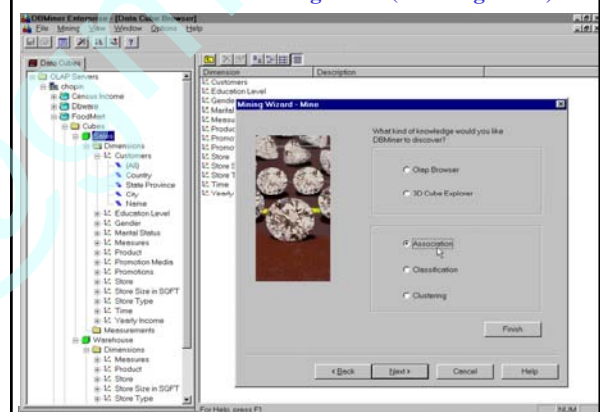 DBMiner Enterprise - [Data Cube Browser]
File Mining View Window Options Help
Data Cubes
OLAP Servers
chopin
Census Income
Dbware
FoodMart
Cubes
Sales
Dimensions
Customers
(All)
Country
State Province
City
Name
Education Level
Gender
Marital Status
Measures
Product
Promotion Media
Promotions
Store
Store Size in SQFT
Store Type
Time
Yearly Income
Measurements
Warehouse
Dimensions
Measures
Product
Store
Store Size in SQFT
Store Type
Dimension Description
Customers
Education Level
Store
Time
Mining Wizard - Mine
What kind of knowledge would you like
DBMiner to discover?
Olap Browser
3D Cube Explorer
Association
Classification
Clustering
Finish
< Back Next > Cancel Help
For Help, press F1
NUM